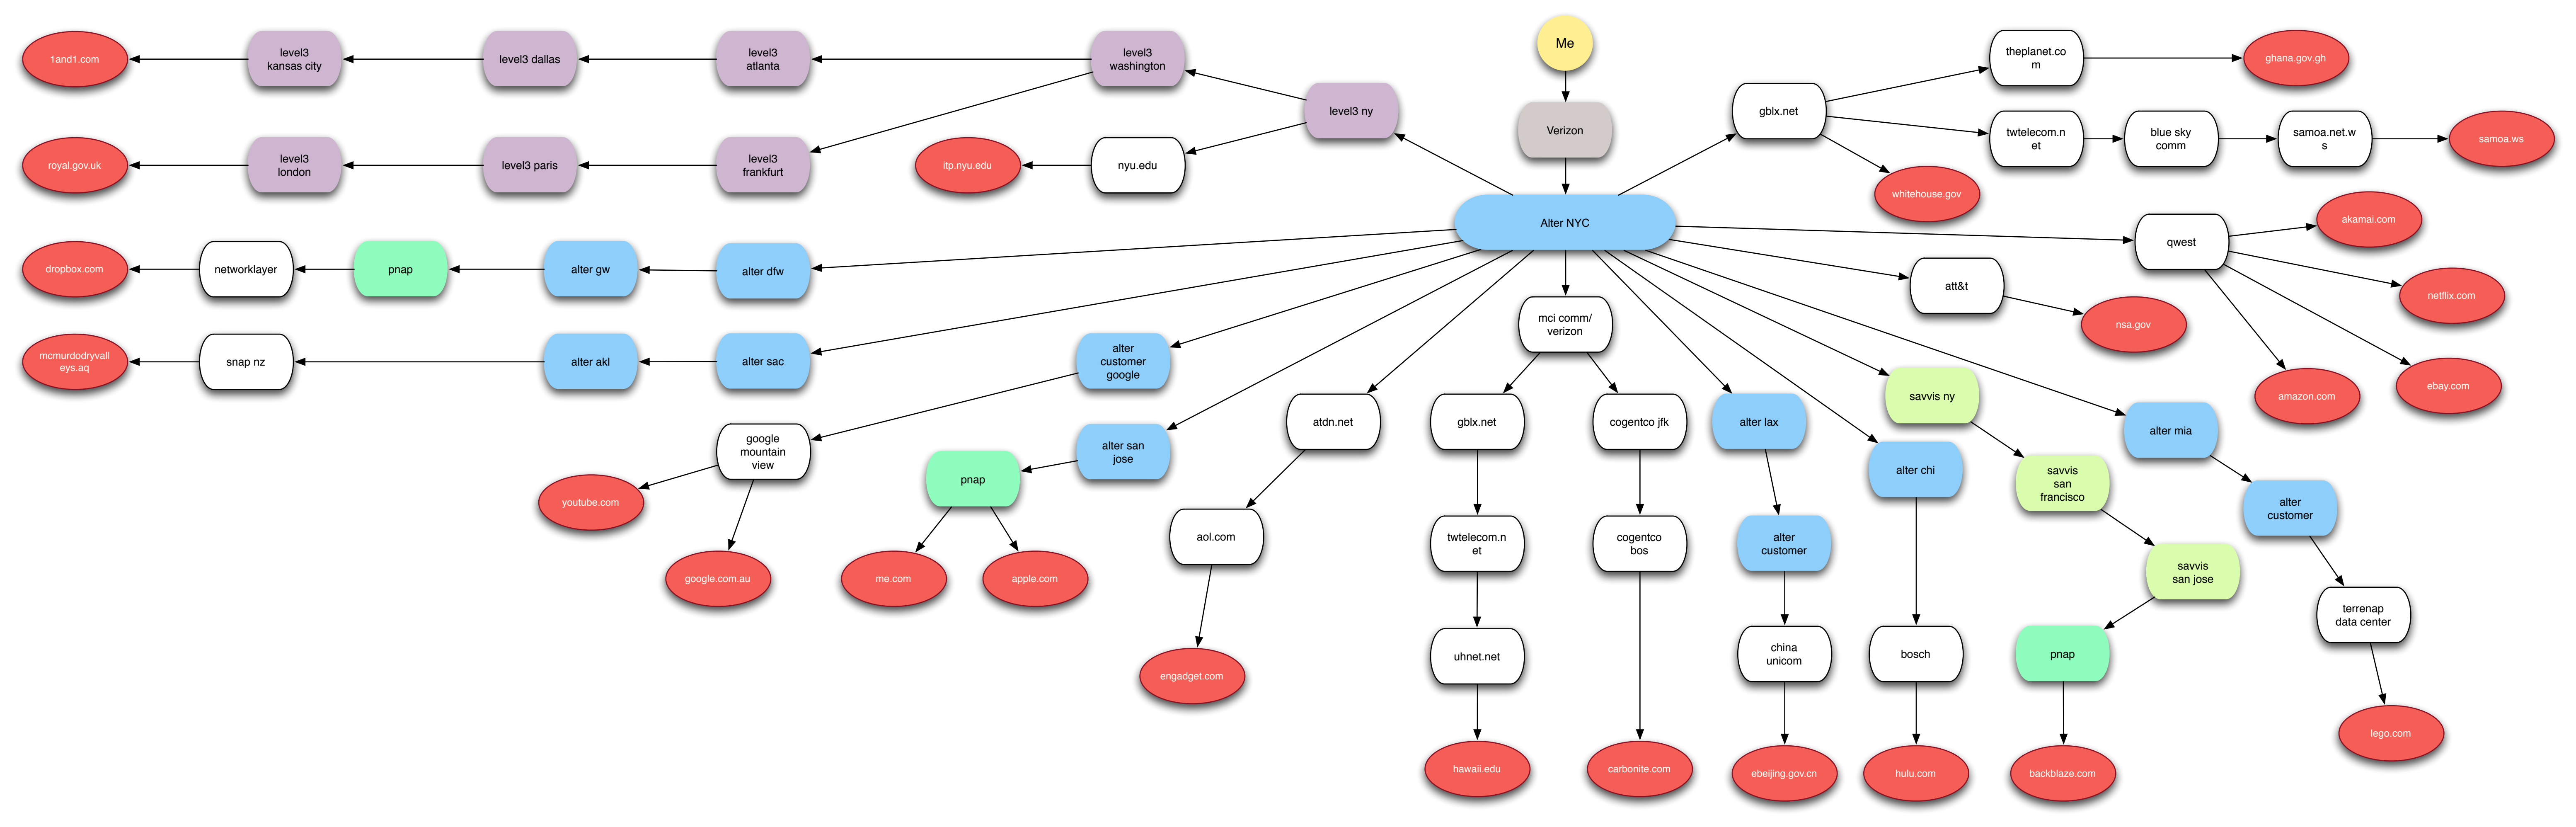 Me
1and1.com
level3
kansas city
level3 dallas
level3
atlanta
level3
washington
theplanet.co
m
ghana.gov.gh
level3 ny
gblx.net
Verizon
twtelecom.n
et
blue sky
comm
samoa.net.w
s
samoa.ws
royal.gov.uk
level3
london
level3 paris
level3
frankfurt
itp.nyu.edu
nyu.edu
whitehouse.gov
Alter NYC
akamai.com
qwest
dropbox.com
networklayer
pnap
alter gw
alter dfw
att&t
netflix.com
mci comm/
verizon
nsa.gov
mcmurdodryvall
eys.aq
snap nz
alter akl
alter sac
alter
customer
google
savvis ny
amazon.com
ebay.com
google
mountain
view
alter san
jose
atdn.net
gblx.net
cogentco jfk
alter lax
alter mia
youtube.com
pnap
alter chi
savvis
san
francisco
alter
customer
aol.com
twtelecom.n
et
cogentco
bos
alter
customer
google.com.au
me.com
apple.com
savvis
san jose
terrenap
data center
engadget.com
uhnet.net
china
unicom
bosch
pnap
lego.com
hawaii.edu
carbonite.com
ebeijing.gov.cn
hulu.com
backblaze.com